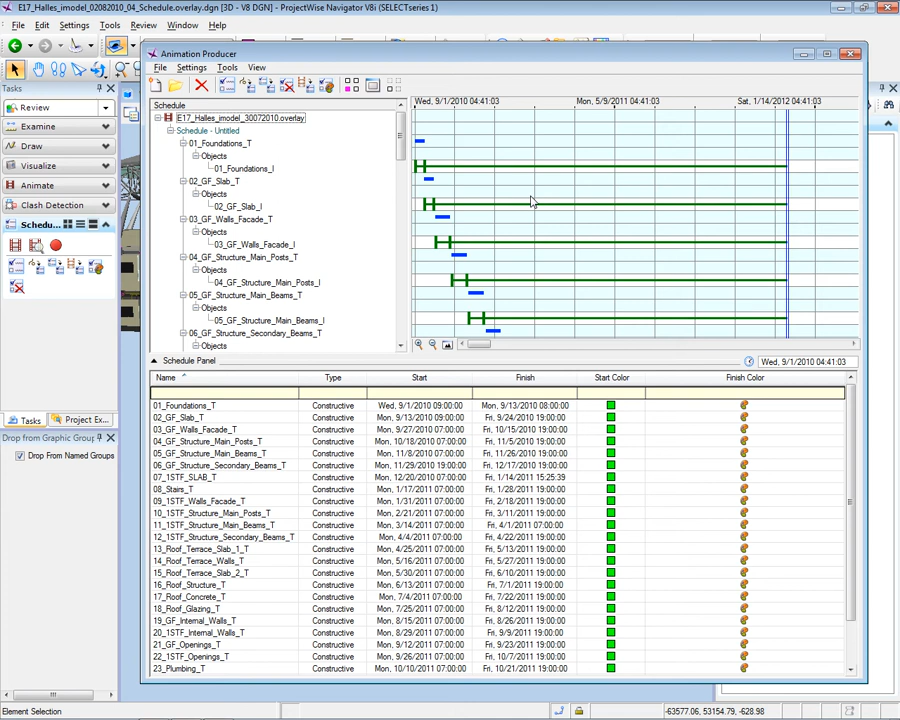 E17_Halles_imodel_02082010_04_Schedule.overlay.dgn [3D - V8 DGN] - ProjectWise Navigator V8i (SELECTseries 1)
File Edit Settings Tools Review Window Help
Animation Producer
File Settings Tools View
Tasks
Review
Examine
Draw
Visualize
Animate
Clash Detection
Schedu...
Tasks Project Ex...
Drop from Graphic Group
Drop From Named Groups
Schedule
E17_Halles_imodel_30072010.overlay
Schedule - Untitled
01_Foundations_T
Objects
01_Foundations_I
02_GF_Slab_T
Objects
02_GF_Slab_I
03_GF_Walls_Facade_T
Objects
03_GF_Walls_Facade_I
04_GF_Structure_Main_Posts_T
Objects
04_GF_Structure_Main_Posts_I
05_GF_Structure_Main_Beams_T
Objects
05_GF_Structure_Main_Beams_I
06_GF_Structure_Secondary_Beams_T
Objects
Wed, 9/1/2010 04:41:03 Mon, 5/9/2011 04:41:03 Sat, 1/14/2012 04:41:03
Schedule Panel Wed, 9/1/2010 04:41:03
Name Type Start Finish Start Color Finish Color
01_Foundations_T Constructive Wed, 9/1/2010 09:00:00 Mon, 9/13/2010 08:00:00
02_GF_Slab_T Constructive Mon, 9/13/2010 09:00:00 Fri, 9/24/2010 19:00:00
03_GF_Walls_Facade_T Constructive Mon, 9/27/2010 07:00:00 Fri, 10/15/2010 19:00:00
04_GF_Structure_Main_Posts_T Constructive Mon, 10/18/2010 07:00:00 Fri, 11/5/2010 19:00:00
05_GF_Structure_Main_Beams_T Constructive Mon, 11/8/2010 07:00:00 Fri, 11/26/2010 19:00:00
06_GF_Structure_Secondary_Beams_T Constructive Mon, 11/29/2010 19:00:00 Fri, 12/17/2010 19:00:00
07_1STF_SLAB_T Constructive Mon, 12/20/2010 07:00:00 Fri, 1/14/2011 15:25:39
08_Stairs_T Constructive Mon, 1/17/2011 07:00:00 Fri, 1/28/2011 19:00:00
09_1STF_Walls_Facade_T Constructive Mon, 1/31/2011 07:00:00 Fri, 2/18/2011 19:00:00
10_1STF_Structure_Main_Posts_T Constructive Mon, 2/21/2011 07:00:00 Fri, 3/11/2011 19:00:00
11_1STF_Structure_Main_Beams_T Constructive Mon, 3/14/2011 07:00:00 Fri, 4/1/2011 07:00:00
12_1STF_Structure_Secondary_Beams_T Constructive Mon, 4/4/2011 07:00:00 Fri, 4/22/2011 19:00:00
13_Roof_Terrace_Slab_1_T Constructive Mon, 4/25/2011 07:00:00 Fri, 5/13/2011 19:00:00
14_Roof_Terrace_Walls_T Constructive Mon, 5/16/2011 07:00:00 Fri, 5/27/2011 19:00:00
15_Roof_Terrace_Slab_2_T Constructive Mon, 5/30/2011 07:00:00 Fri, 6/10/2011 19:00:00
16_Roof_Structure_T Constructive Mon, 6/13/2011 07:00:00 Fri, 7/1/2011 19:00:00
17_Roof_Concrete_T Constructive Mon, 7/4/2011 07:00:00 Fri, 7/22/2011 19:00:00
18_Roof_Glazing_T Constructive Mon, 7/25/2011 07:00:00 Fri, 8/12/2011 19:00:00
19_GF_Internal_Walls_T Constructive Mon, 8/15/2011 07:00:00 Fri, 8/26/2011 19:00:00
20_1STF_Internal_Walls_T Constructive Mon, 8/29/2011 07:00:00 Fri, 9/9/2011 19:00:00
21_GF_Openings_T Constructive Mon, 9/12/2011 07:00:00 Fri, 9/23/2011 19:00:00
22_1STF_Openings_T Constructive Mon, 9/26/2011 07:00:00 Fri, 10/7/2011 19:00:00
23_Plumbing_T Constructive Mon, 10/10/2011 07:00:00 Fri, 10/21/2011 19:00:00
Element Selection -63577.06, 53154.79, -628.98